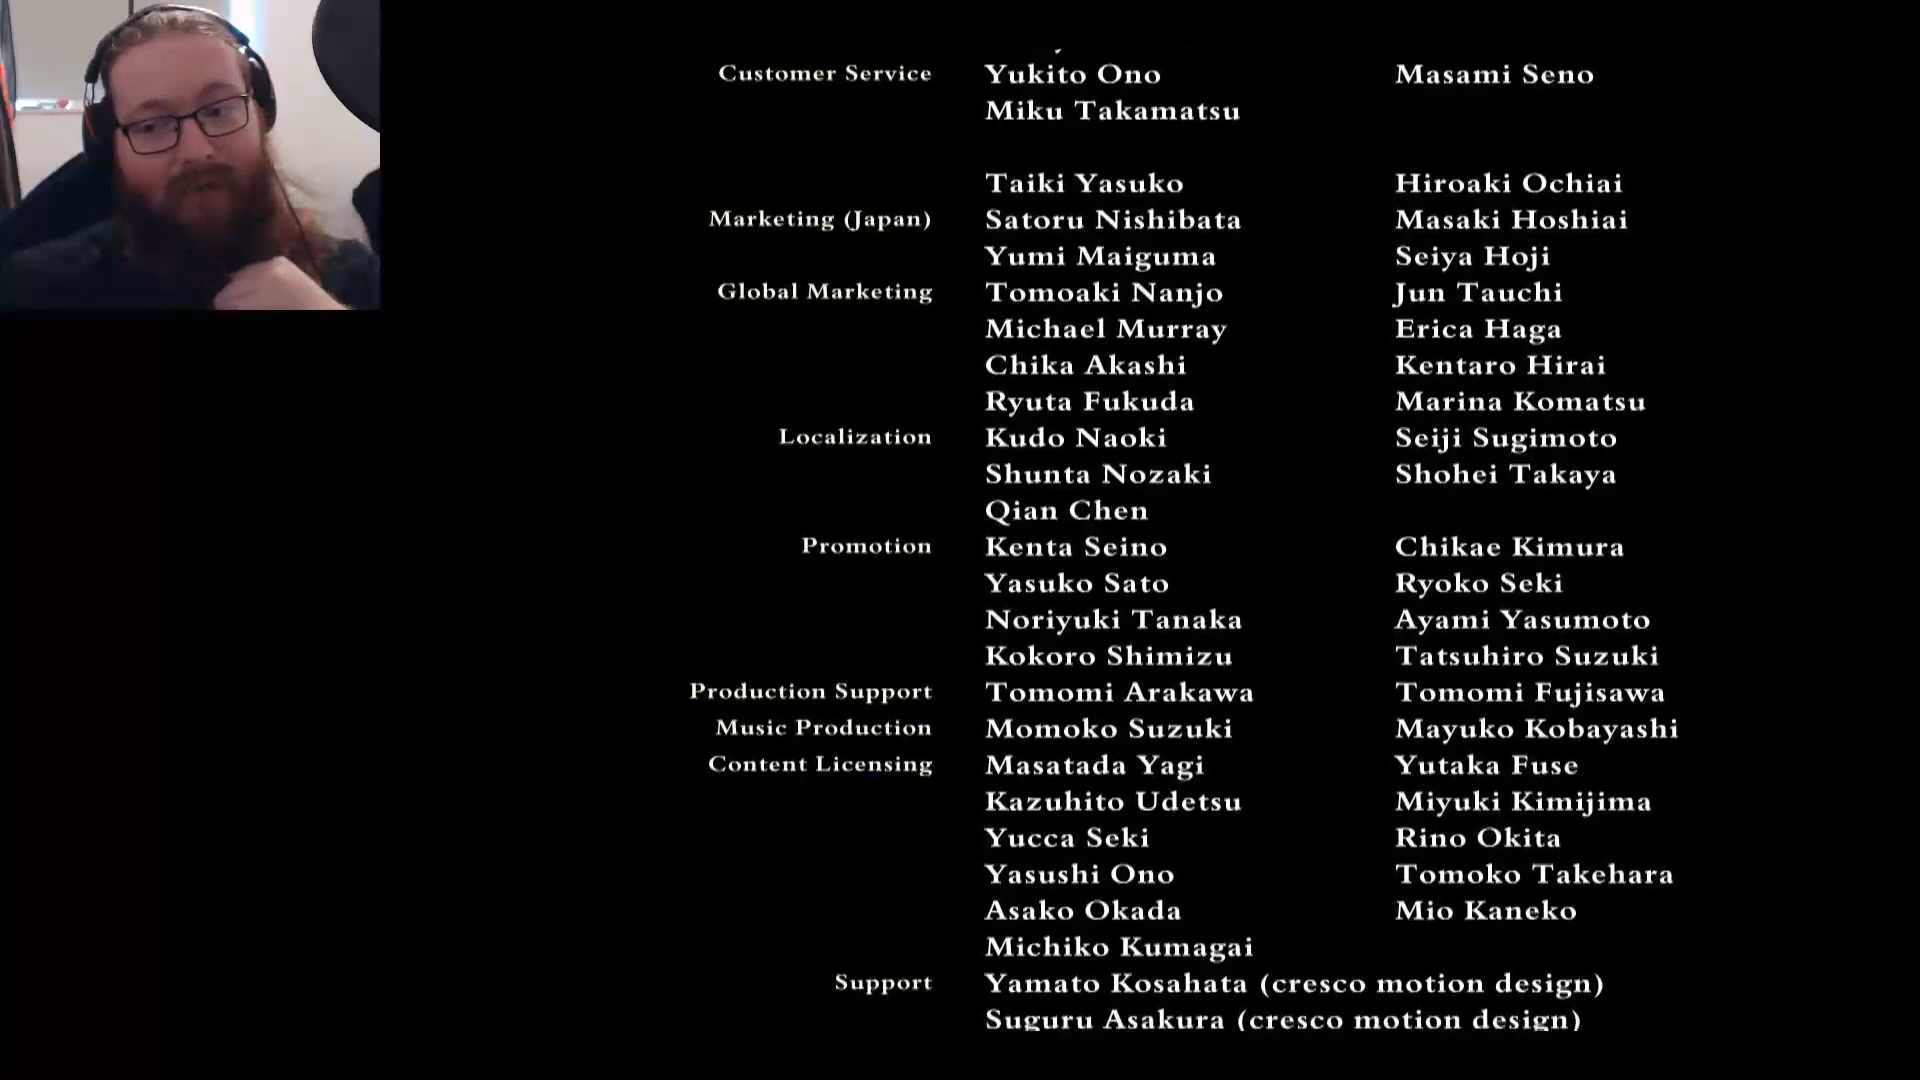 Customer Service Yukito Ono Masami Seno
Miku Takamatsu
Taiki Yasuko Hiroaki Ochiai
Marketing (Japan) Satoru Nishibata Masaki Hoshiai
Yumi Maiguma Seiya Hoji
Global Marketing Tomoaki Nanjo Jun Tauchi
Michael Murray Erica Haga
Chika Akashi Kentaro Hirai
Ryuta Fukuda Marina Komatsu
Localization Kudo Naoki Seiji Sugimoto
Shunta Nozaki Shohei Takaya
Qian Chen
Promotion Kenta Seino Chikae Kimura
Yasuko Sato Ryoko Seki
Noriyuki Tanaka Ayami Yasumoto
Kokoro Shimizu Tatsuhiro Suzuki
Production Support Tomomi Arakawa Tomomi Fujisawa
Music Production Momoko Suzuki Mayuko Kobayashi
Content Licensing Masatada Yagi Yutaka Fuse
Kazuhito Udetsu Miyuki Kimijima
Yucca Seki Rino Okita
Yasushi Ono Tomoko Takehara
Asako Okada Mio Kaneko
Michiko Kumagai
Support Yamato Kosahata (cresco motion design)
Suguru Asakura (cresco motion design)